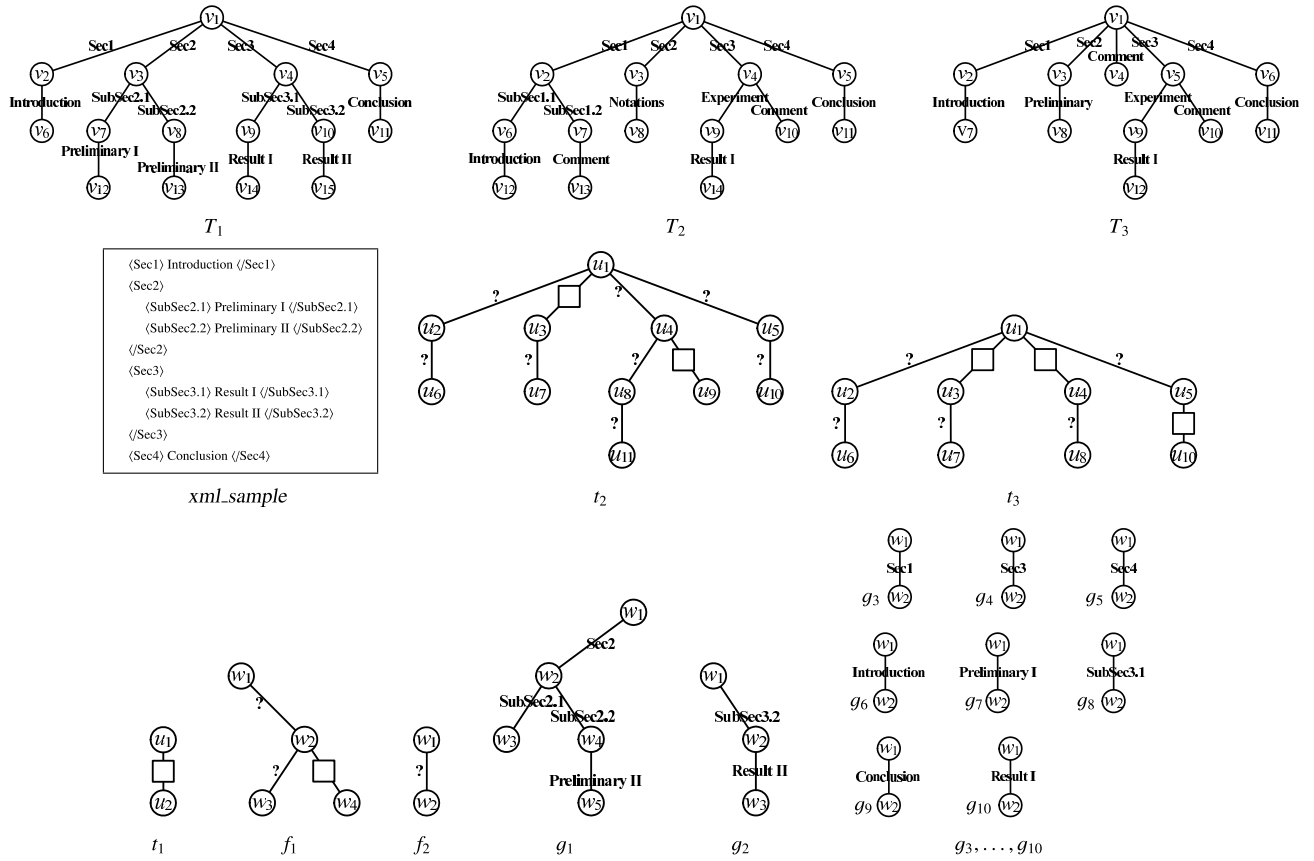 v1 v1 v1
Sec1 Sec2 Sec3 Sec4 Sec1 Sec2 Sec3 Sec4 Sec1 Sec2 Comment Sec3 Sec4
v2 v3 v4 v5 v2 v3 v4 v5 v2 v3 v4 v5 v6
Introduction SubSec2.1 SubSec2.2 SubSec3.1 SubSec3.2 Conclusion SubSec1.1 SubSec1.2 Notations Experiment Comment Conclusion Introduction Preliminary Experiment Comment Conclusion
v6 v7 v8 v9 v10 v11 v6 v7 v8 v9 v10 v11 v7 v8 v9 v10 v11
Preliminary I Preliminary II Result I Result II Introduction Comment Result I Result I
v12 v13 v14 v15 v12 v13 v14 v12
T1 T2 T3
⟨Sec1⟩ Introduction ⟨/Sec1⟩
⟨Sec2⟩
⟨SubSec2.1⟩ Preliminary I ⟨/SubSec2.1⟩
⟨SubSec2.2⟩ Preliminary II ⟨/SubSec2.2⟩
⟨/Sec2⟩
⟨Sec3⟩
⟨SubSec3.1⟩ Result I ⟨/SubSec3.1⟩
⟨SubSec3.2⟩ Result II ⟨/SubSec3.2⟩
⟨/Sec3⟩
⟨Sec4⟩ Conclusion ⟨/Sec4⟩
xml_sample
u1
? ? ?
u2 u3 u4 u5
? ? ? ?
u6 u7 u8 u9 u10
?
u11
t2
u1
? ?
u2 u3 u4 u5
? ? ?
u6 u7 u8 u10
t3
u1
u2
t1
w1
?
w2
?
w3 w4
f1
w1
?
w2
f2
w1
Sec2
w2
SubSec2.1 SubSec2.2
w3 w4
Preliminary II
w5
g1
w1
SubSec3.2
w2
Result II
w3
g2
w1 w1 w1
Sec1 Sec3 Sec4
g3 w2 g4 w2 g5 w2
w1 w1 w1
Introduction Preliminary I SubSec3.1
g6 w2 g7 w2 g8 w2
w1 w1
Conclusion Result I
g9 w2 g10 w2
g3, . . . , g10